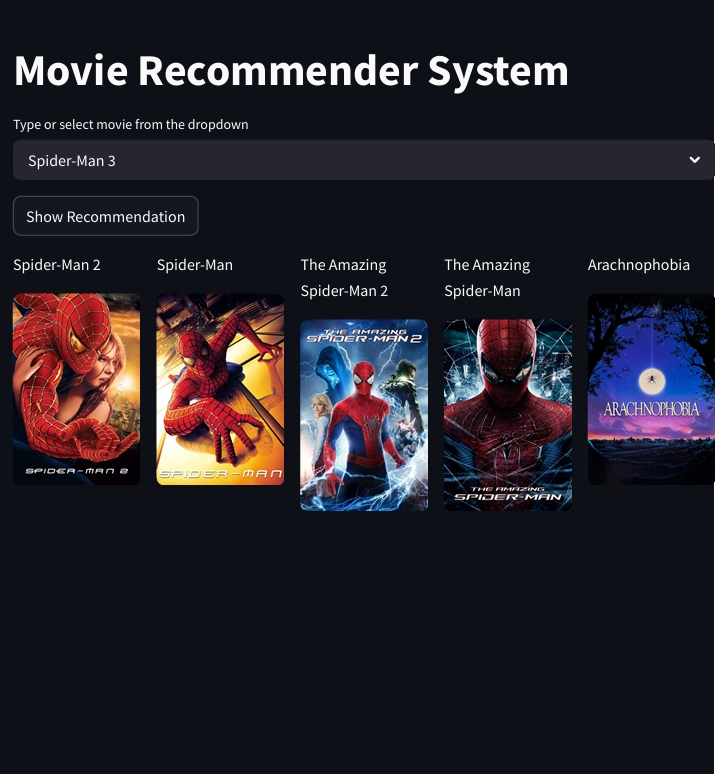 Movie Recommender System
Type or select movie from the dropdown
Spider-Man 3
Show Recommendation
Spider-Man 2
Spider-Man
The Amazing
Spider-Man 2
The Amazing
Spider-Man
Arachnophobia
SPIDER-MAN 2
SPIDER-MAN
THE AMAZING
SPIDER-MAN 2
THE AMAZING
SPIDER-MAN
ARACHNOPHOBIA